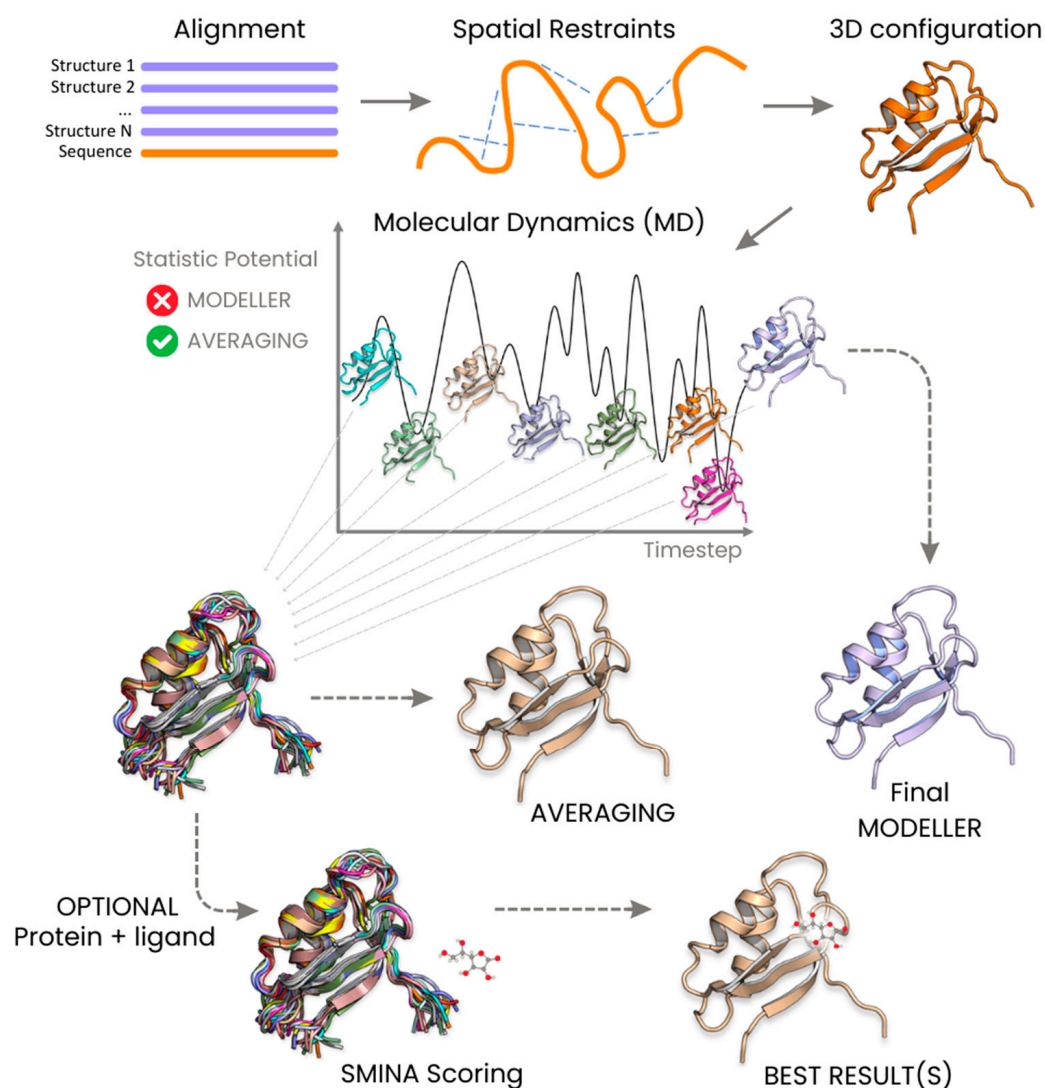 Alignment
Spatial Restraints
3D configuration
Structure 1
Structure 2
...
Structure N
Sequence
Molecular Dynamics (MD)
Statistic Potential
MODELLER
AVERAGING
Timestep
AVERAGING
Final
MODELLER
OPTIONAL
Protein + ligand
SMINA Scoring
BEST RESULT(S)